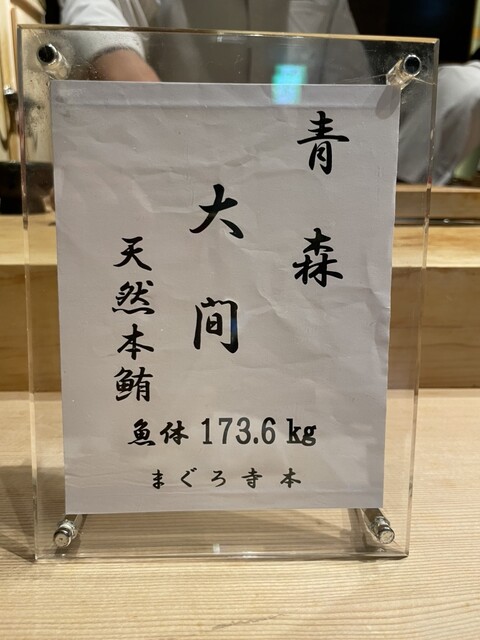 青森
大間
天然本鮪
魚体 173.6 kg
まぐろ寺本